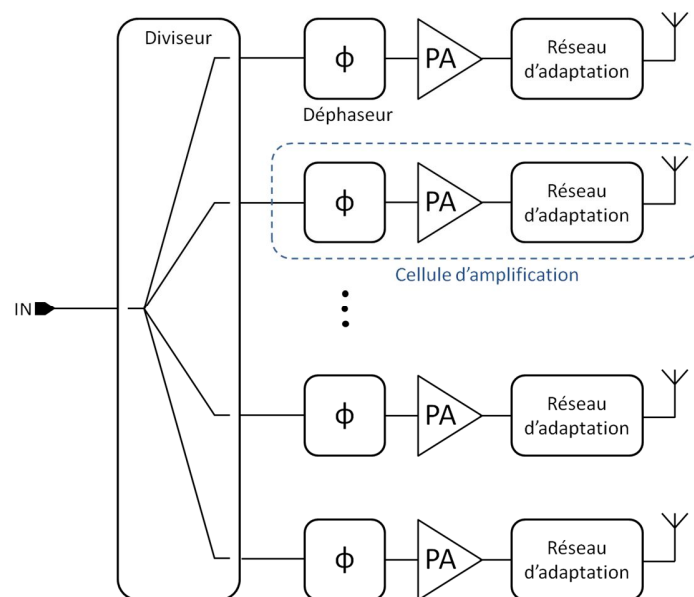 Diviseur
ϕ
PA
Réseau
d'adaptation
Déphaseur
ϕ
PA
Réseau
d'adaptation
Cellule d'amplification
IN
ϕ
PA
Réseau
d'adaptation
ϕ
PA
Réseau
d'adaptation